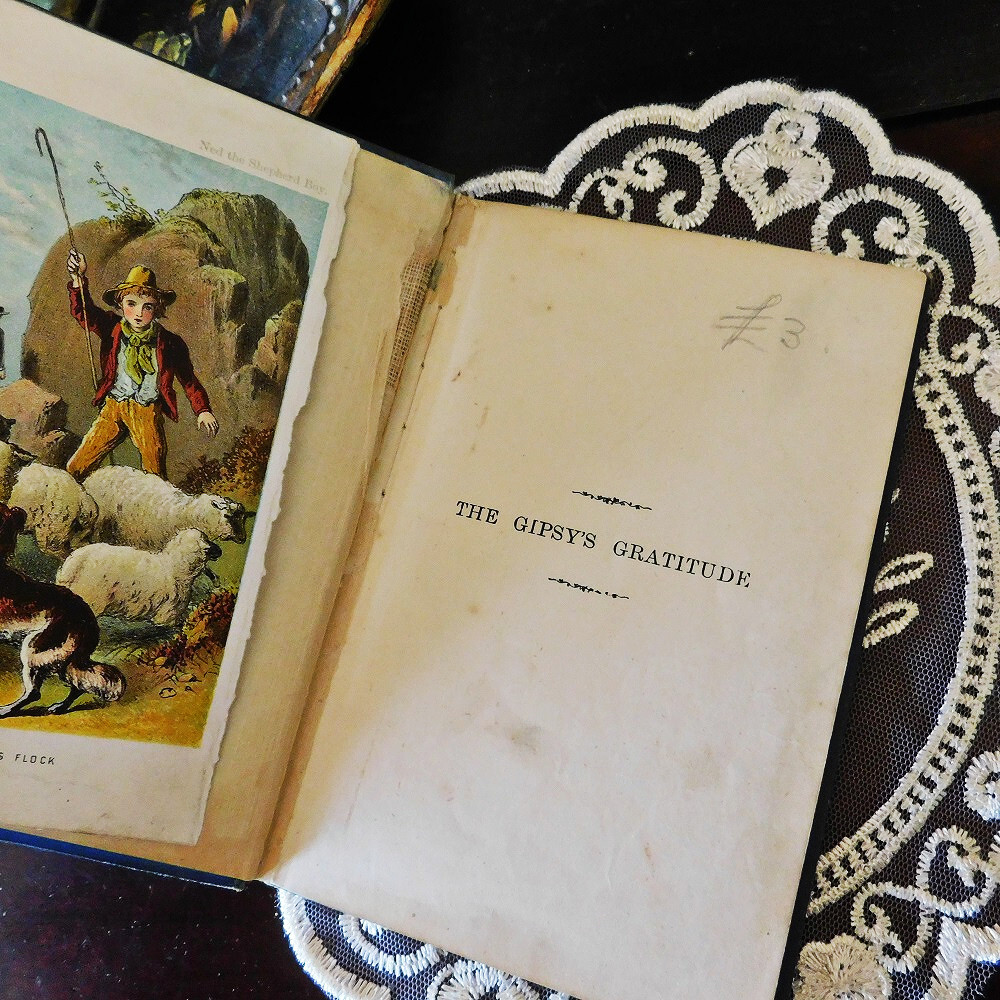 Ned the Shepherd Boy.
S FLOCK
£3.
THE GIPSY'S GRATITUDE